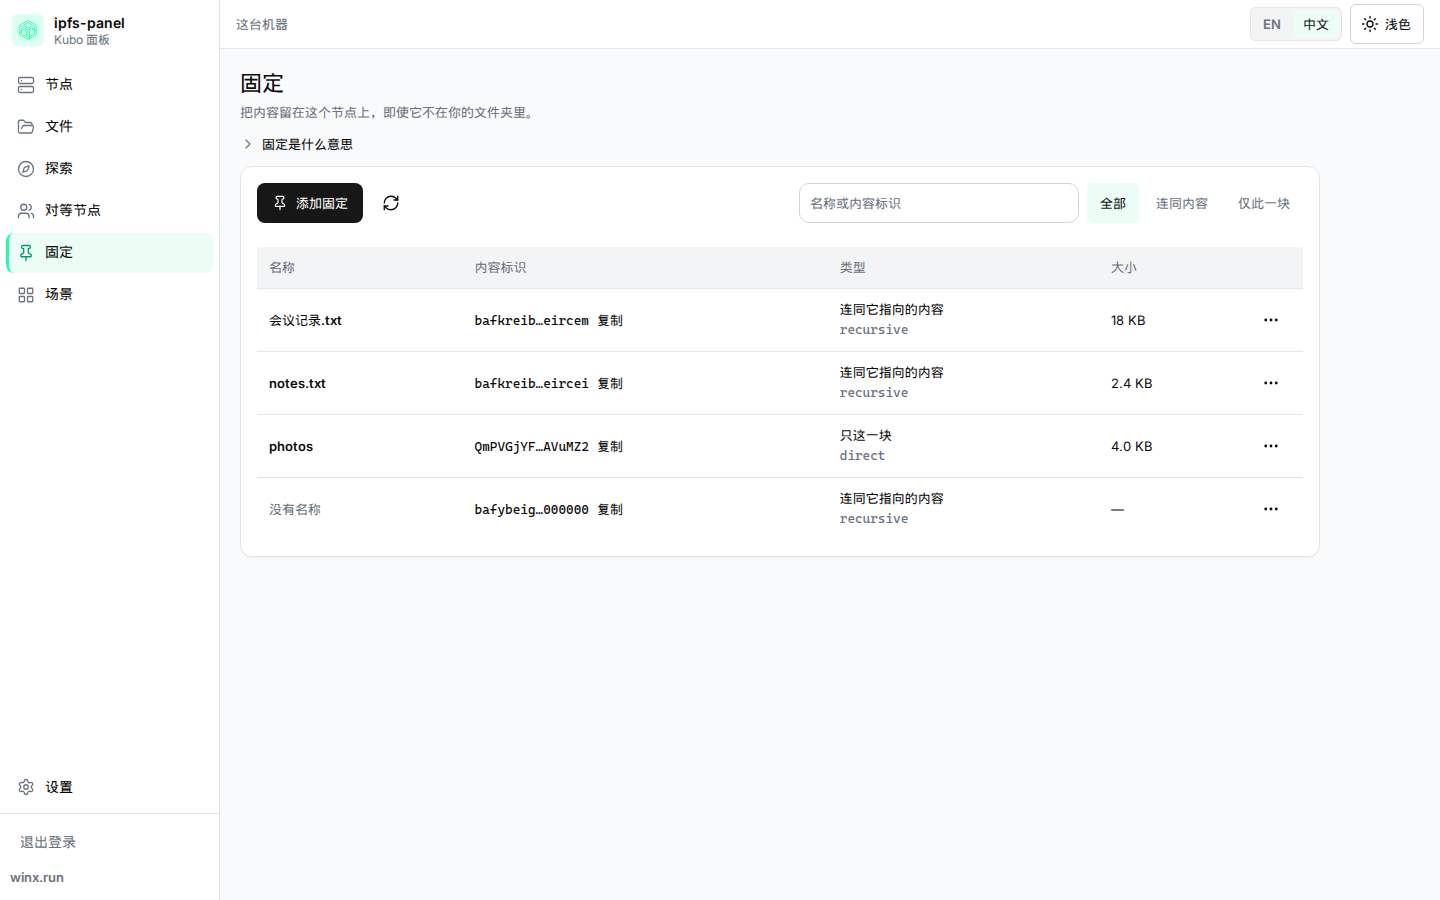 ipfs-panel
Kubo 面板
节点
文件
探索
对等节点
固定
场景
设置
退出登录
winx.run
这台机器
EN 中文 浅色
固定
把内容留在这个节点上，即使它不在你的文件夹里。
固定是什么意思
添加固定 名称或内容标识 全部 连同内容 仅此一块
名称 内容标识 类型 大小
会议记录.txt bafkreib…eircem 复制 连同它指向的内容 18 KB
recursive
notes.txt bafkreib…eircei 复制 连同它指向的内容 2.4 KB
recursive
photos QmPVGjYF…AVuMZ2 复制 只这一块 4.0 KB
direct
没有名称 bafybeig…000000 复制 连同它指向的内容 —
recursive